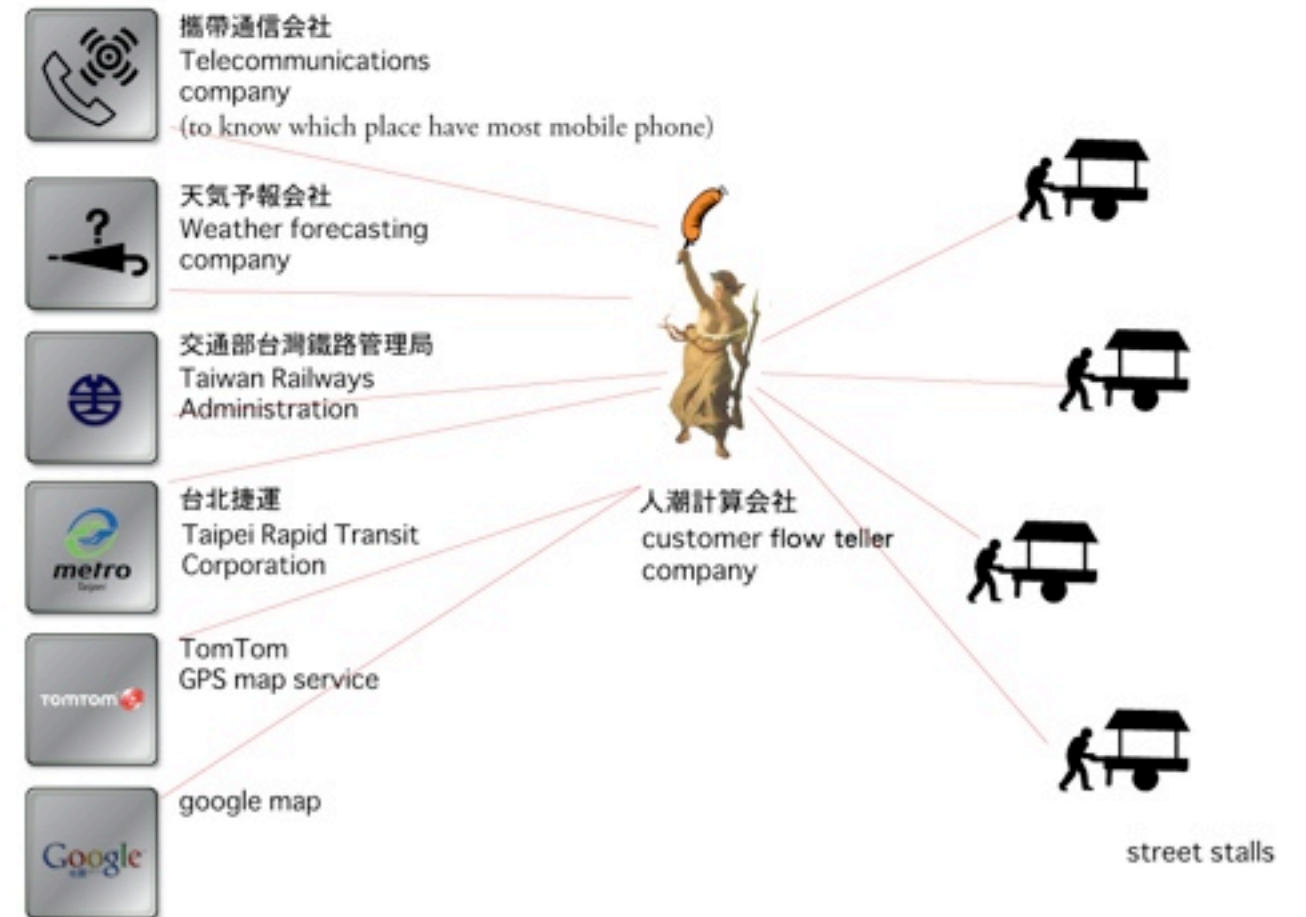 攜帶通信会社
Telecommunications
company
(to know which place have most mobile phone)
?
天気予報会社
Weather forecasting
company
交通部台灣鐵路管理局
Taiwan Railways
Administration
台北捷運
Taipei Rapid Transit
Corporation
metro
Taipei
TomTom
GPS map service
TOMTOM
google map
Google
人潮計算会社
customer flow teller
company
street stalls